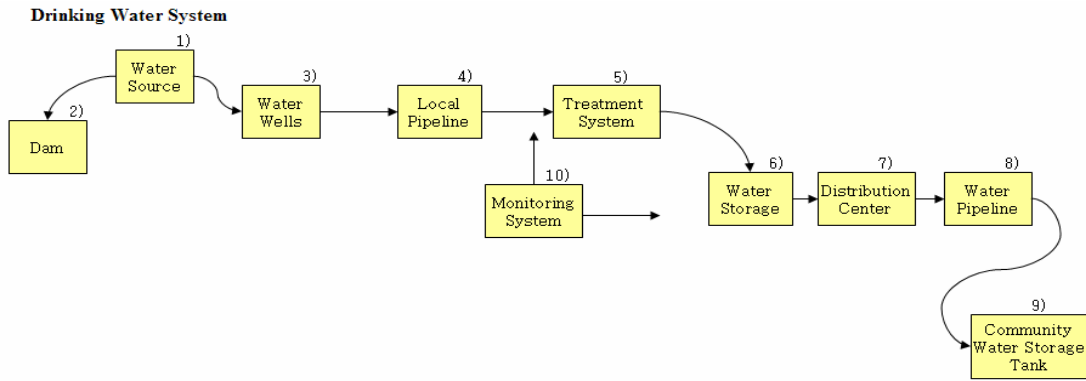 Drinking Water System
1)
Water
Source
2)
Dam
3)
Water
Wells
4)
Local
Pipeline
5)
Treatment
System
6)
Water
Storage
7)
Distribution
Center
8)
Water
Pipeline
9)
Community
Water Storage
Tank
10)
Monitoring
System